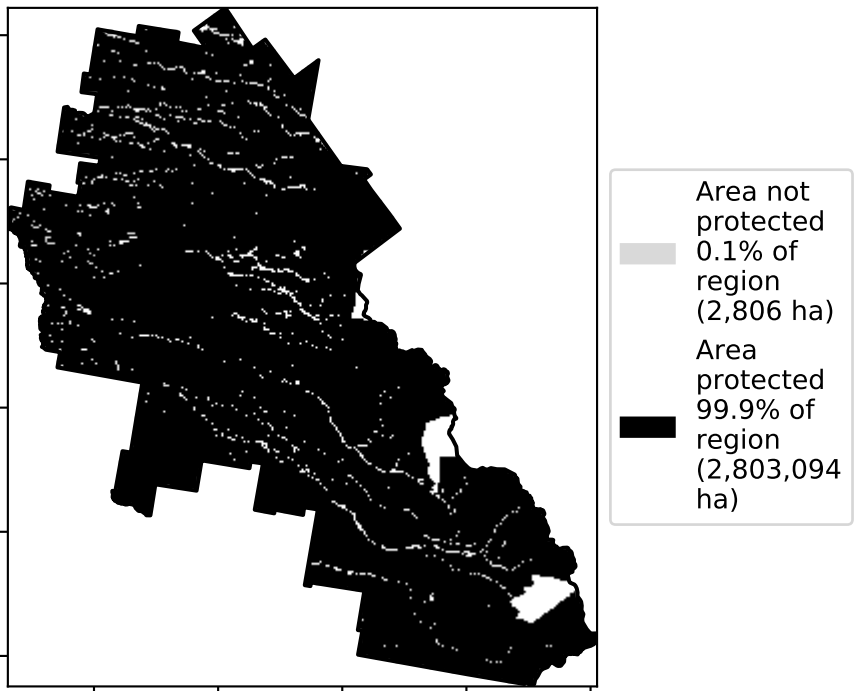 Area not
protected
0.1% of
region
(2,806 ha)
Area
protected
99.9% of
region
(2,803,094
ha)